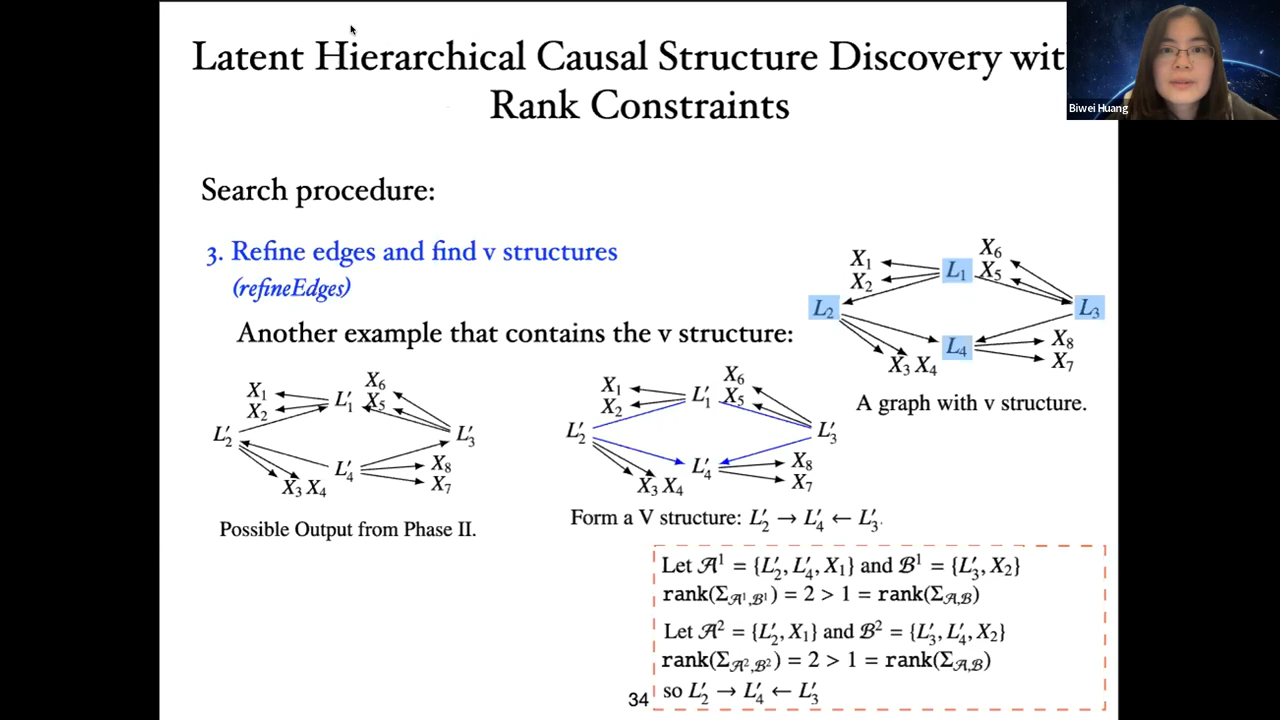 Latent Hierarchical Causal Structure Discovery wit
Rank Constraints
Biwei Huang
Search procedure:
3. Refine edges and find v structures
(refineEdges)
Another example that contains the v structure:
X₁ X₂ L₁ X₆ X₅ L₂ L₃ L₄ X₃ X₄ X₈ X₇
A graph with v structure.
X₁ X₂ L′₁ X₆ X₅ L′₂ L′₃ L′₄ X₃ X₄ X₈ X₇
Possible Output from Phase II.
X₁ X₂ L′₁ X₆ X₅ L′₂ L′₃ L′₄ X₃ X₄ X₈ X₇
Form a V structure: L′₂ → L′₄ ← L′₃.
Let 𝒜¹ = {L′₂, L′₄, X₁} and ℬ¹ = {L′₃, X₂}
rank(Σ_𝒜¹,ℬ¹) = 2 > 1 = rank(Σ_𝒜,ℬ)
Let 𝒜² = {L′₂, X₁} and ℬ² = {L′₃, L′₄, X₂}
rank(Σ_𝒜²,ℬ²) = 2 > 1 = rank(Σ_𝒜,ℬ)
so L′₂ → L′₄ ← L′₃
34